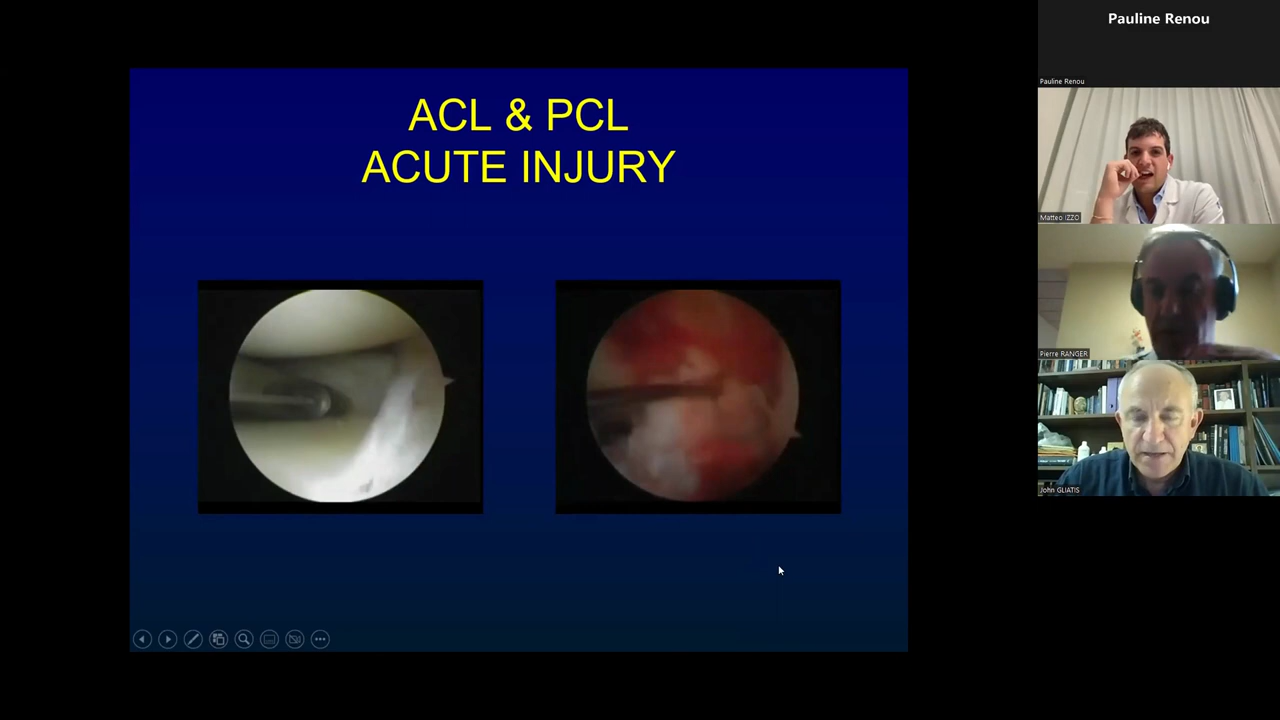 ACL & PCL
ACUTE INJURY
Pauline Renou
Pauline Renou
Matteo IZZO
Pierre RANGER
John GLIATIS